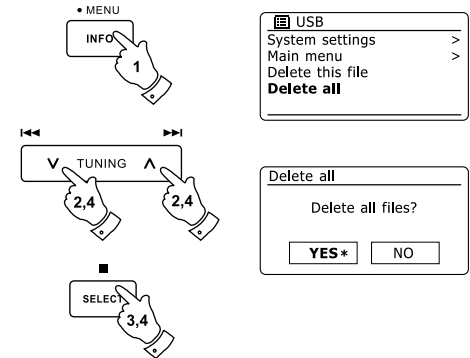 • MENU
INFO
1
TUNING
2,4
2,4
SELECT
3,4
USB
System settings >
Main menu >
Delete this file
Delete all
Delete all
Delete all files?
YES* NO